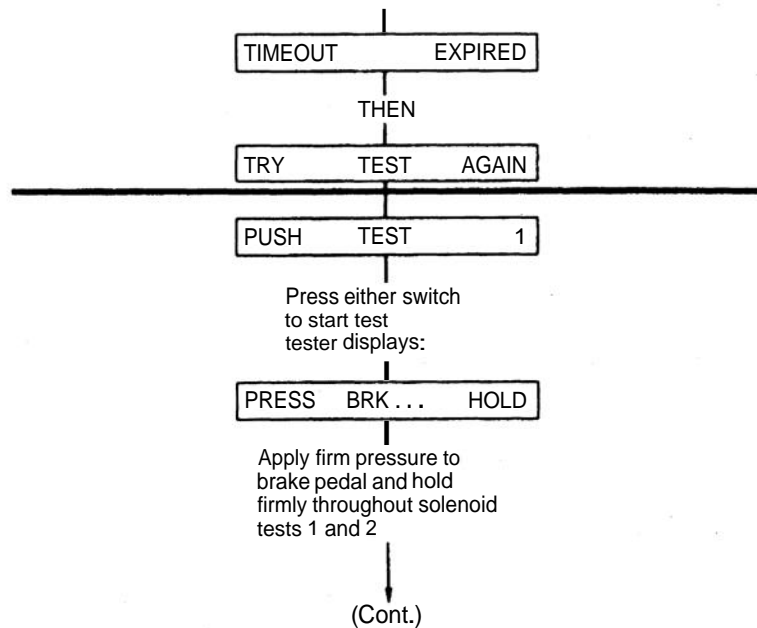 TIMEOUT EXPIRED
THEN
TRY TEST AGAIN
PUSH TEST 1
Press either switch
to start test
tester displays:
PRESS BRK... HOLD
Apply firm pressure to
brake pedal and hold
firmly throughout solenoid
tests 1 and 2
(Cont.)